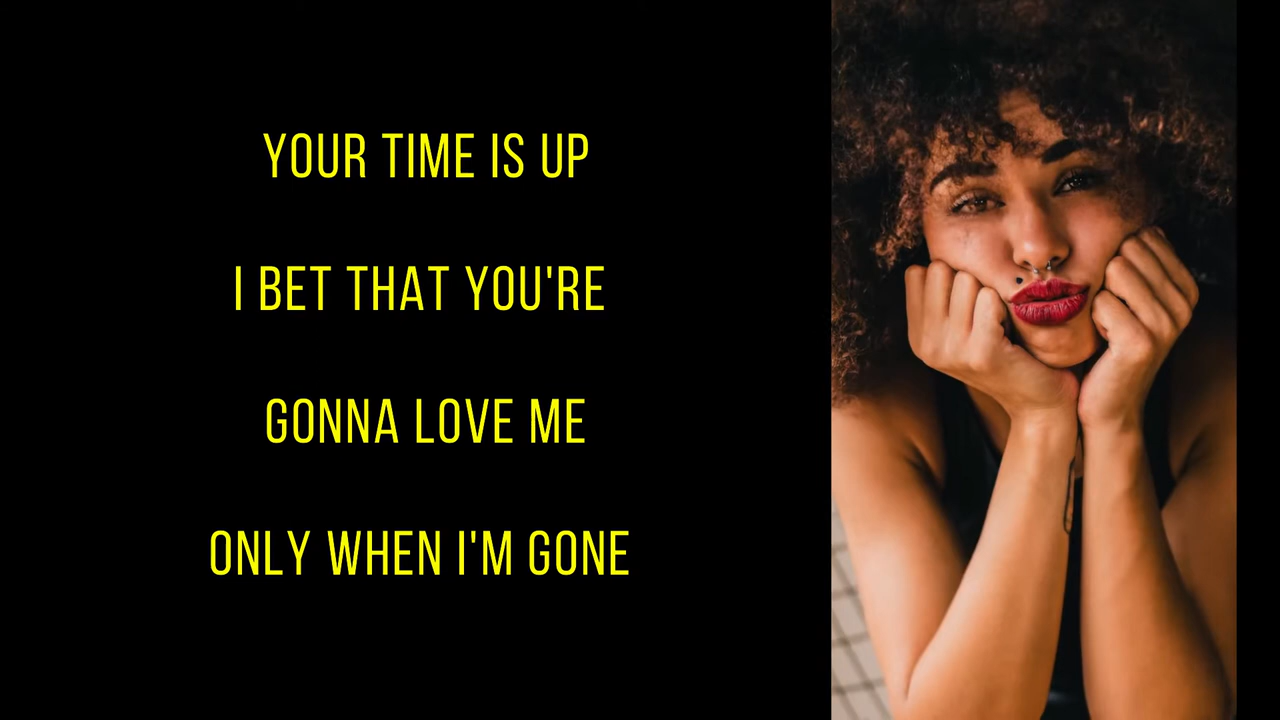 YOUR TIME IS UP
I BET THAT YOU'RE
GONNA LOVE ME
ONLY WHEN I'M GONE